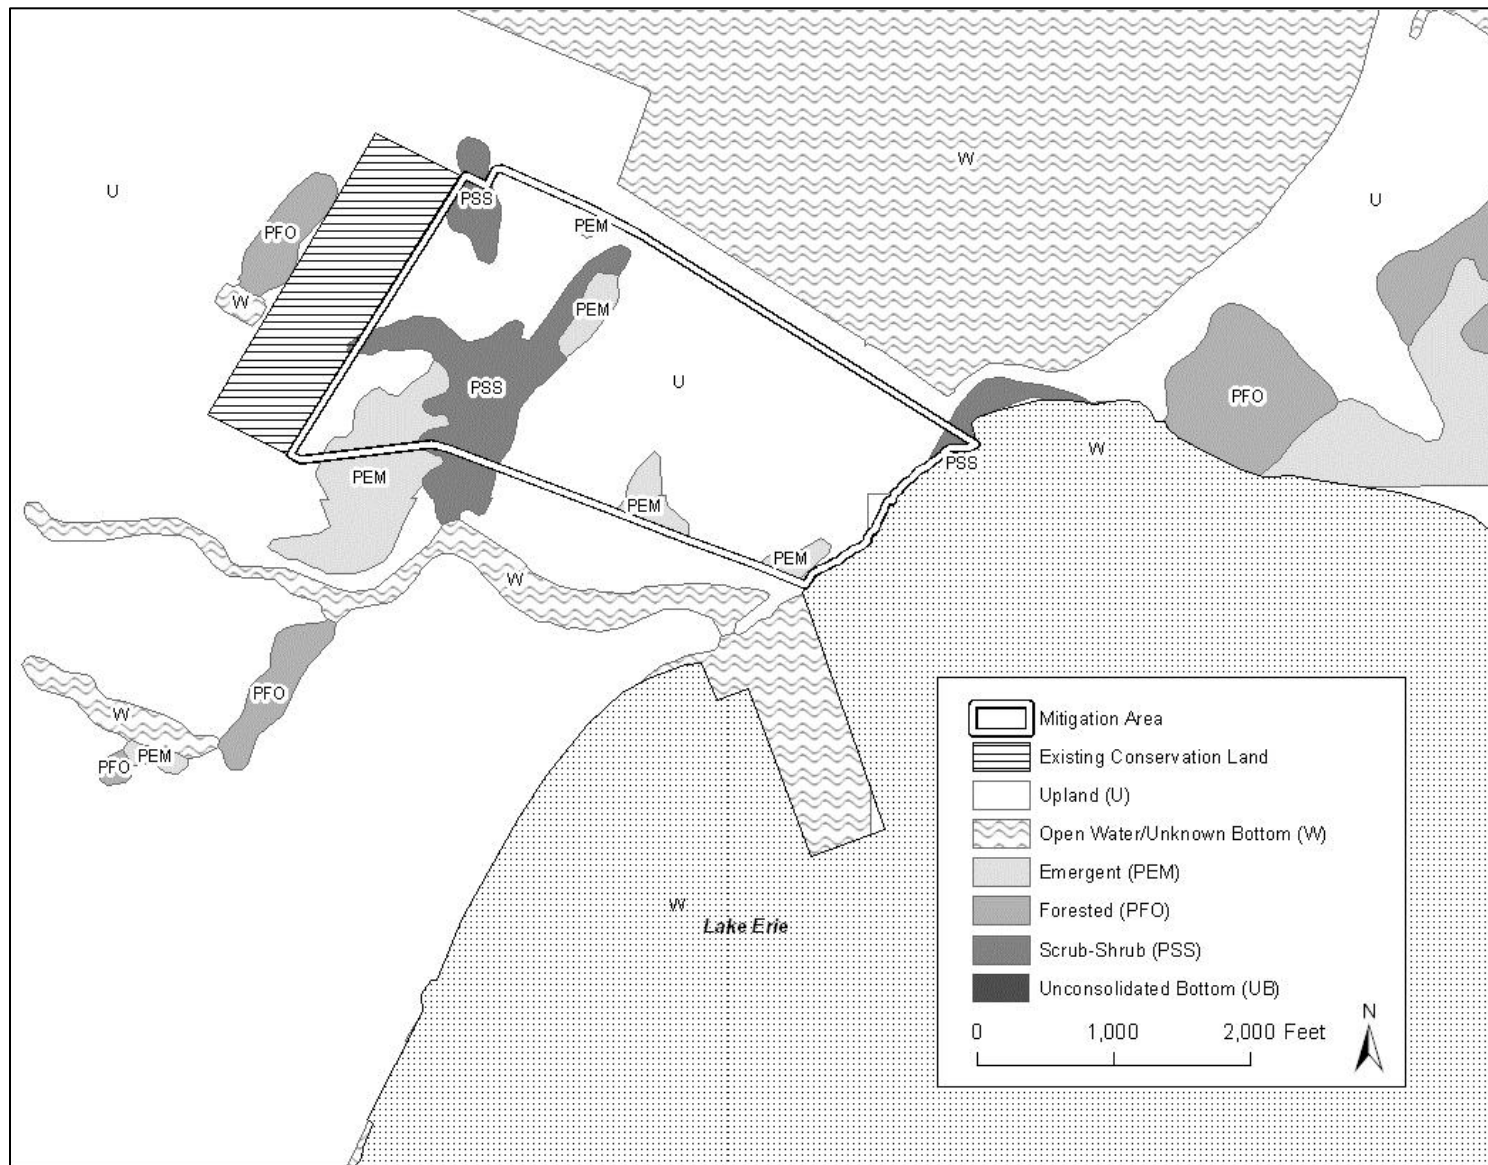 W
U
U
PSS
PEM
PFO
W
PEM
U
PSS
PFO
W
PSS
PEM
PEM
PEM
W
PFO
W
PEM
PFO
W
Lake Erie
Mitigation Area
Existing Conservation Land
Upland (U)
Open Water/Unknown Bottom (W)
Emergent (PEM)
Forested (PFO)
Scrub-Shrub (PSS)
Unconsolidated Bottom (UB)
N
0 1,000 2,000 Feet